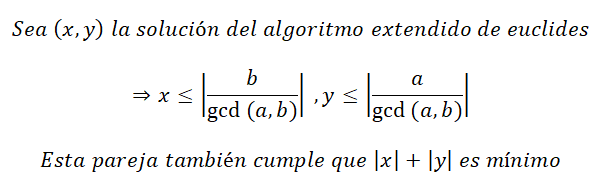 Sea (x, y) la solución del algoritmo extendido de euclides
⇒ x ≤ |b / gcd (a, b)| , y ≤ |a / gcd (a, b)|
Esta pareja también cumple que |x| + |y| es mínimo